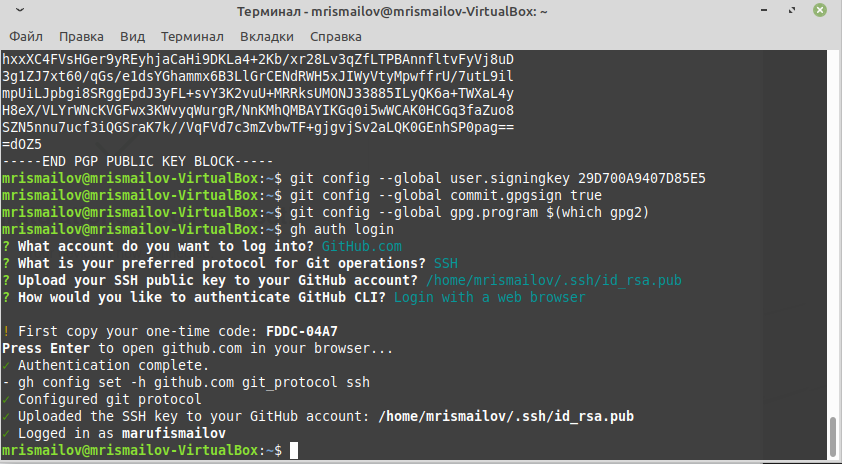 Терминал - mrismailov@mrismailov-VirtualBox: ~
Файл Правка Вид Терминал Вкладки Справка
hxxXC4FVsHGer9yREyhjaCaHi9DKLa4+2Kb/xr28Lv3qZfLTPBAnnfltvFyVj8uD
3g1ZJ7xt60/qGs/e1dsYGhammx6B3LlGrCENdRWH5xJIWyVtyMpwffrU/7utL9il
mpUiLJpbgi8SRggEpdJ3yFL+svY3K2vuU+MRRksUMONJ33885ILyQK6a+TWXaL4y
H8eX/VLYrWNcKVGFwx3KWvyqWurgR/NnKMhQMBAYIKGq0i5wWCAK0HCGq3faZuo8
SZN5nnu7ucf3iQGSraK7k//VqFVd7c3mZvbwTF+gjgvjSv2aLQK0GEnhSP0pag==
=dOZ5
-----END PGP PUBLIC KEY BLOCK-----
mrismailov@mrismailov-VirtualBox:~$ git config --global user.signingkey 29D700A9407D85E5
mrismailov@mrismailov-VirtualBox:~$ git config --global commit.gpgsign true
mrismailov@mrismailov-VirtualBox:~$ git config --global gpg.program $(which gpg2)
mrismailov@mrismailov-VirtualBox:~$ gh auth login
? What account do you want to log into? GitHub.com
? What is your preferred protocol for Git operations? SSH
? Upload your SSH public key to your GitHub account? /home/mrismailov/.ssh/id_rsa.pub
? How would you like to authenticate GitHub CLI? Login with a web browser
! First copy your one-time code: FDDC-04A7
Press Enter to open github.com in your browser...
✓ Authentication complete.
- gh config set -h github.com git_protocol ssh
✓ Configured git protocol
✓ Uploaded the SSH key to your GitHub account: /home/mrismailov/.ssh/id_rsa.pub
✓ Logged in as marufismailov
mrismailov@mrismailov-VirtualBox:~$